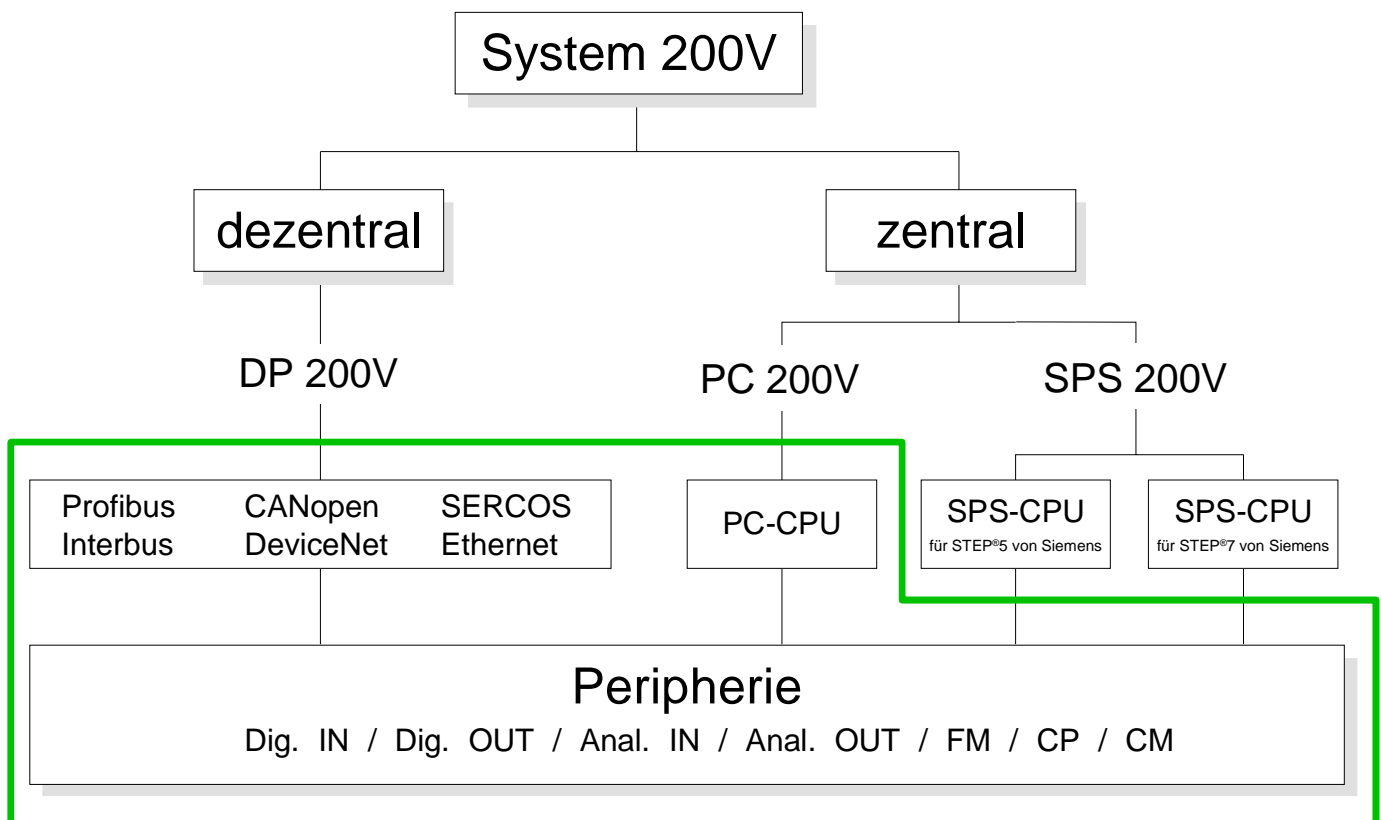 System 200V
dezentral
zentral
DP 200V
PC 200V
SPS 200V
Profibus CANopen SERCOS
Interbus DeviceNet Ethernet
PC-CPU
SPS-CPU
für STEP®5 von Siemens
SPS-CPU
für STEP®7 von Siemens
Peripherie
Dig. IN / Dig. OUT / Anal. IN / Anal. OUT / FM / CP / CM